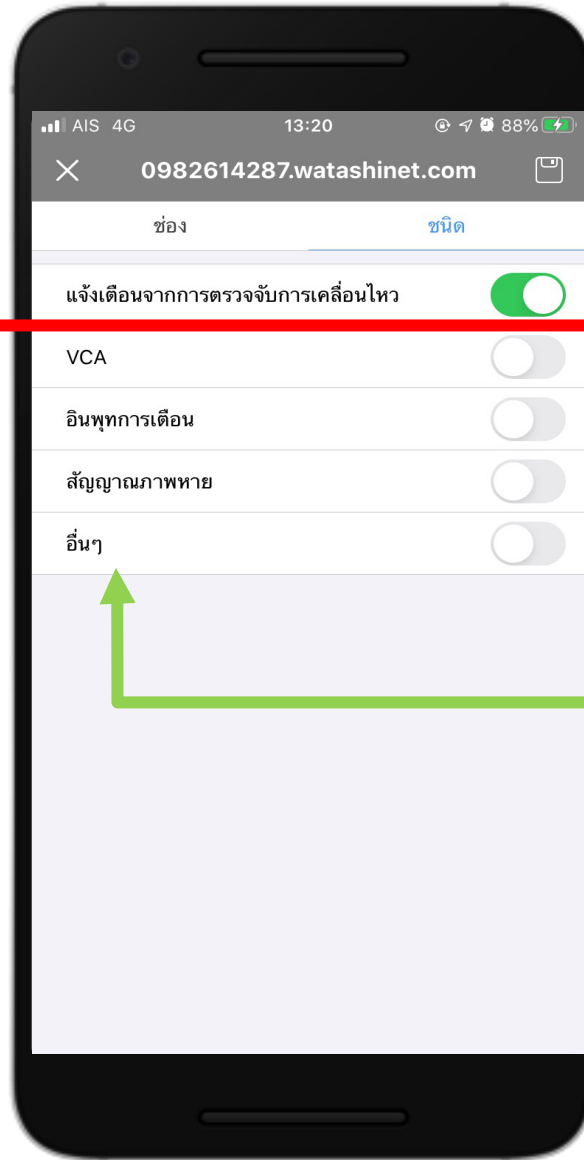 AIS 4G 13:20 88%
0982614287.watashinet.com
ช่อง ชนิด
แจ้งเตือนจากการตรวจจับการเคลื่อนไหว
VCA
อินพุทการเตือน
สัญญาณภาพหาย
อื่นๆ